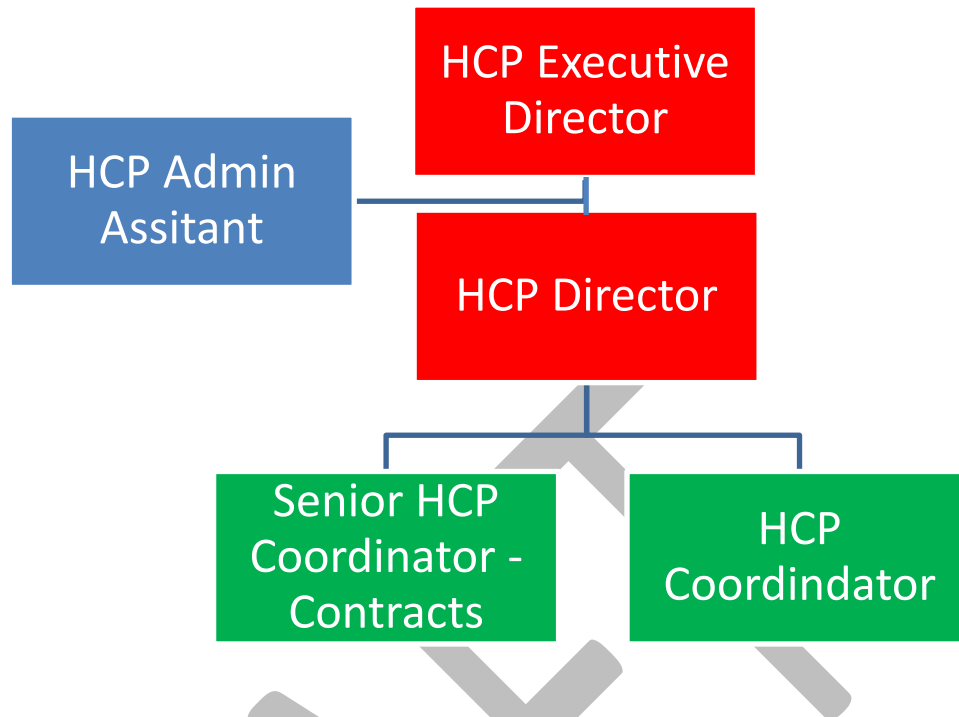 HCP Executive
Director
HCP Admin
Assitant
HCP Director
Senior HCP
Coordinator -
Contracts
HCP
Coordindator